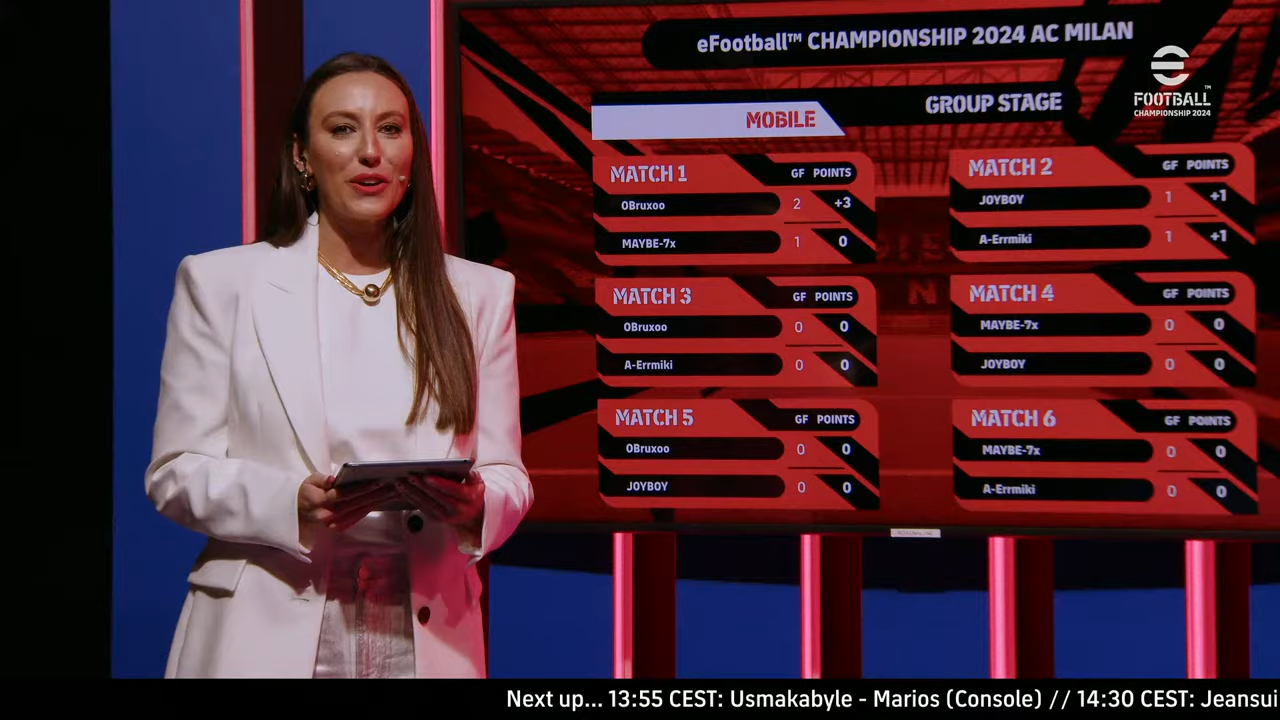 eFootball™ CHAMPIONSHIP 2024 AC MILAN
FOOTBALL™
CHAMPIONSHIP 2024
GROUP STAGE
MOBILE
MATCH 1 GF POINTS
OBruxoo 2 +3
MAYBE-7x 1 0
MATCH 2 GF POINTS
JOYBOY 1 +1
A-Errmiki 1 +1
MATCH 3 GF POINTS
OBruxoo 0 0
A-Errmiki 0 0
MATCH 4 GF POINTS
MAYBE-7x 0 0
JOYBOY 0 0
MATCH 5 GF POINTS
OBruxoo 0 0
JOYBOY 0 0
MATCH 6 GF POINTS
MAYBE-7x 0 0
A-Errmiki 0 0
Next up... 13:55 CEST: Usmakabyle - Marios (Console) // 14:30 CEST: Jeansui